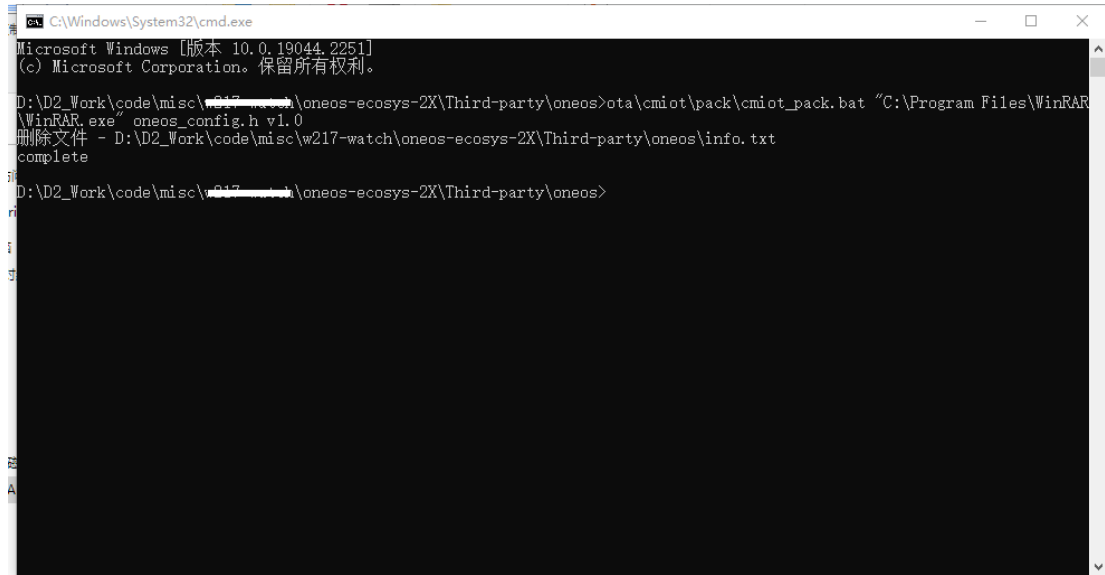 C:\Windows\System32\cmd.exe
Microsoft Windows [版本 10.0.19044.2251]
(c) Microsoft Corporation。保留所有权利。
D:\D2_Work\code\misc\\oneos-ecosys-2X\Third-party\oneos>ota\cmiot\pack\cmiot_pack.bat "C:\Program Files\WinRAR
\WinRAR.exe" oneos_config.h v1.0
删除文件 - D:\D2_Work\code\misc\w217-watch\oneos-ecosys-2X\Third-party\oneos\info.txt
complete
D:\D2_Work\code\misc\\oneos-ecosys-2X\Third-party\oneos>